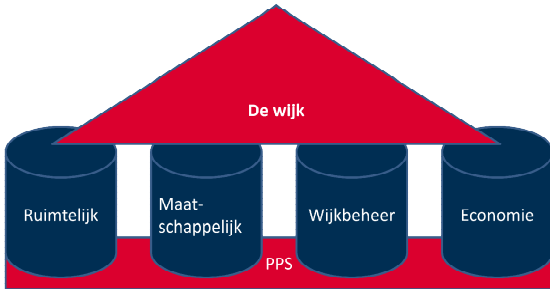 De wijk
Ruimtelijk
Maat-
schappelijk
Wijkbeheer
Economie
PPS